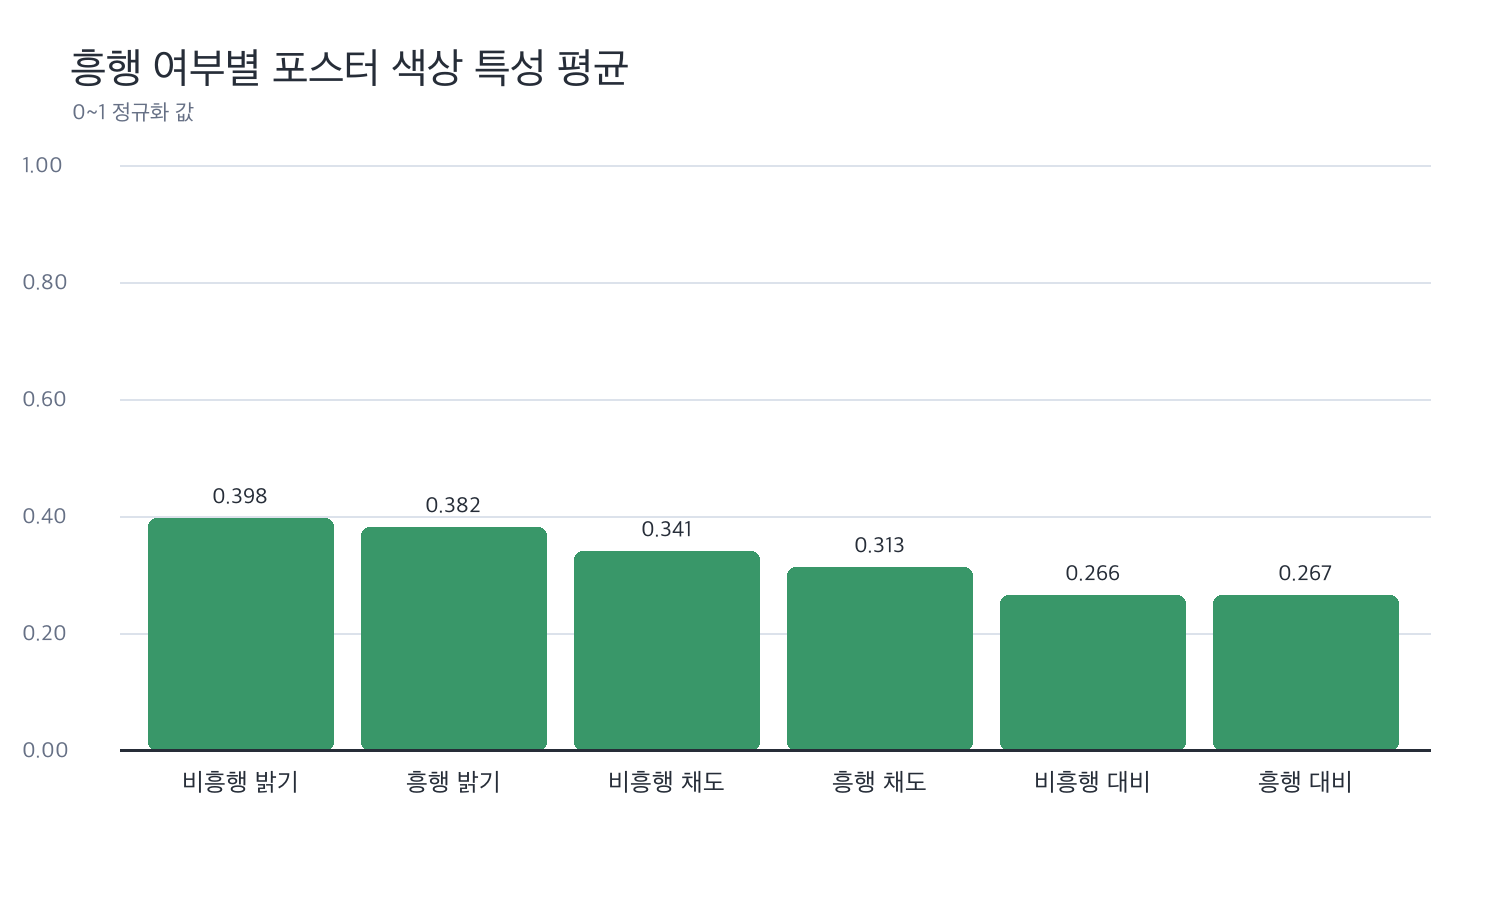 흥행 여부별 포스터 색상 특성 평균
0~1 정규화 값
1.00
0.80
0.60
0.40
0.20
0.00
0.398
0.382
0.341
0.313
0.266
0.267
비흥행 밝기
흥행 밝기
비흥행 채도
흥행 채도
비흥행 대비
흥행 대비